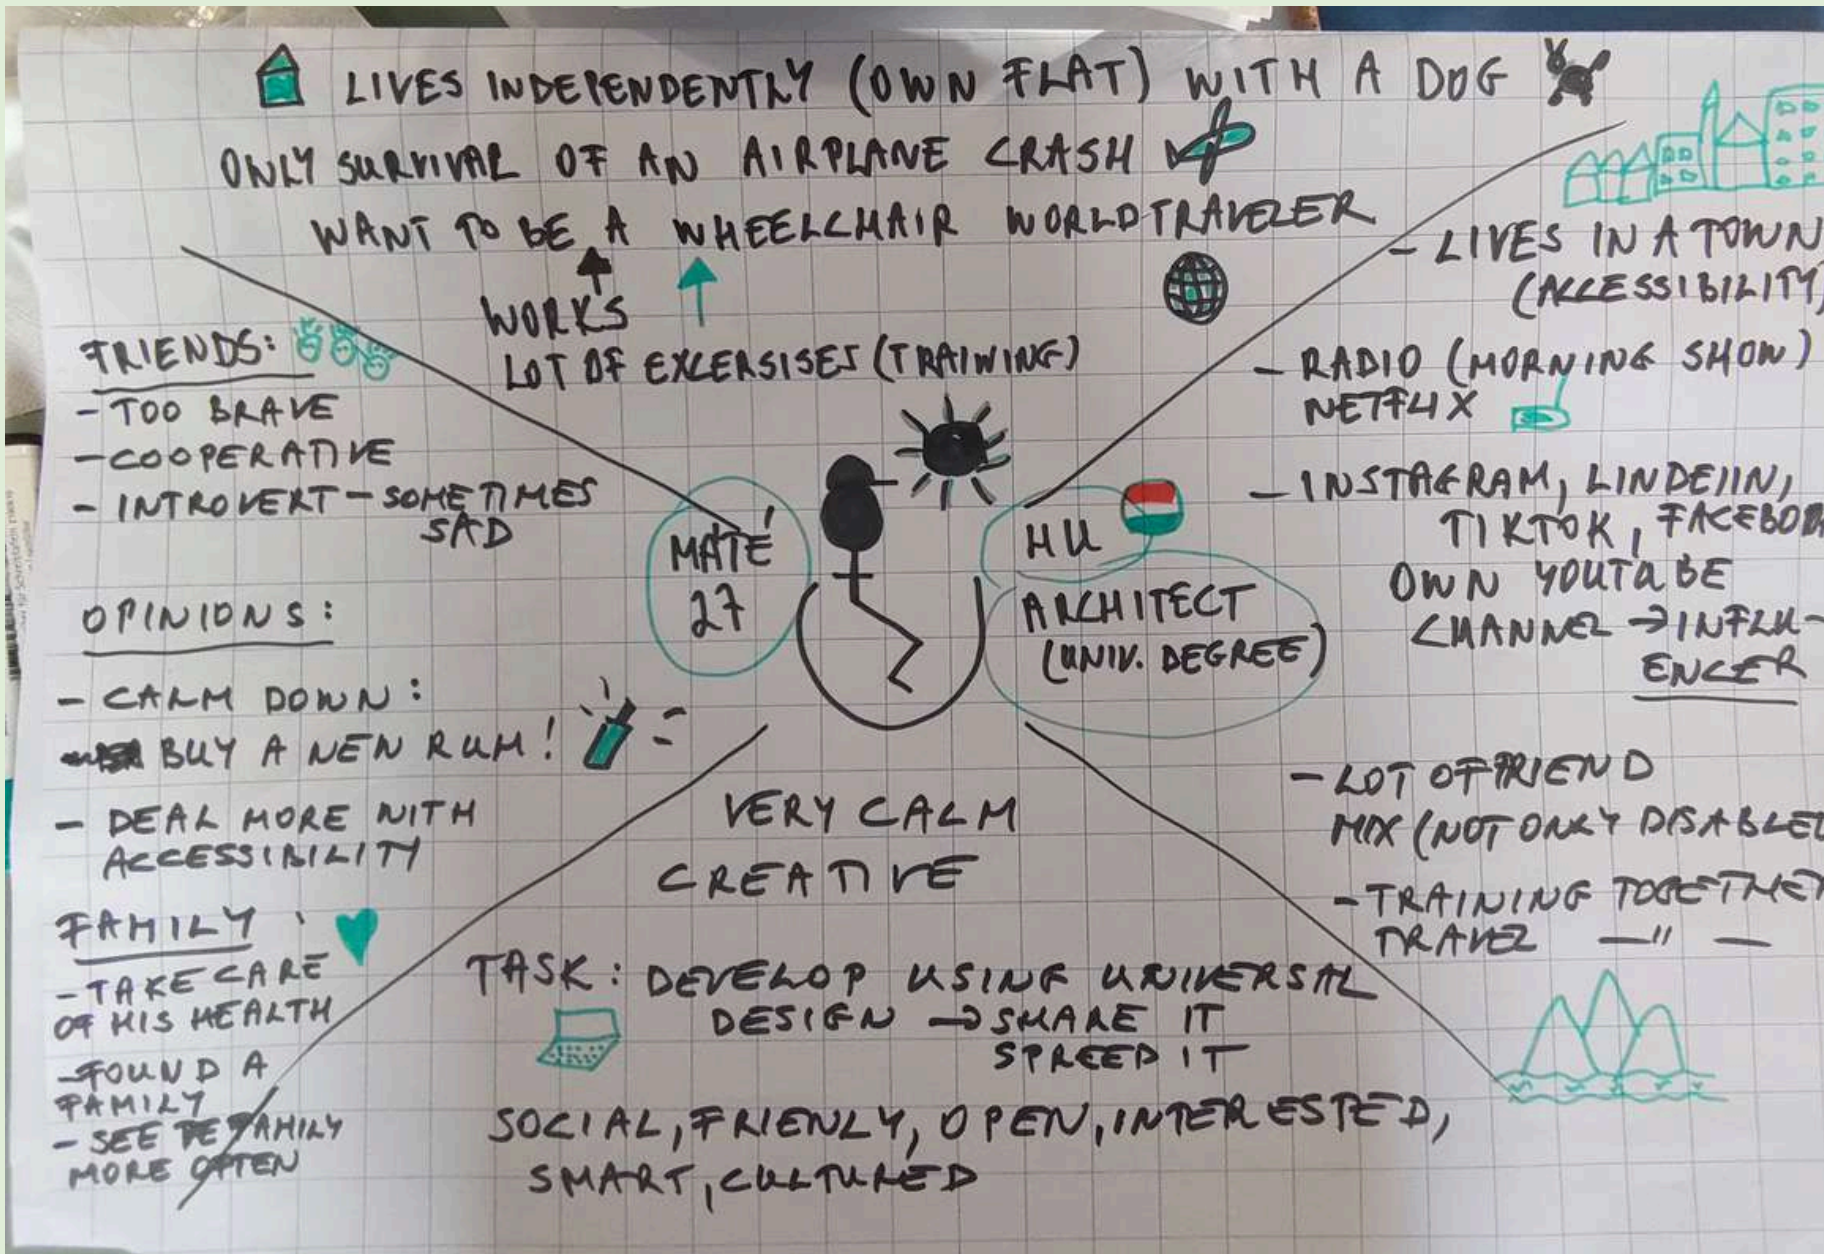 LIVES INDEPENDENTLY (OWN FLAT) WITH A DOG
ONLY SURVIVAL OF AN AIRPLANE CRASH
WANT TO BE A WHEELCHAIR WORLDTRAVELER
WORKS
LOT OF EXCERSISES (TRAINING)
FRIENDS:
- TOO BRAVE
- COOPERATIVE
- INTROVERT - SOMETIMES
SAD
OPINIONS:
- CALM DOWN:
BUY A NEW RUM!
- DEAL MORE WITH
ACCESSIBILITY
FAMILY:
- TAKE CARE
OF HIS HEALTH
- FOUND A
FAMILY
- SEE TE FAMILY
MORE OFTEN
MATÉ
27
HU
ARCHITECT
(UNIV. DEGREE)
- LIVES IN A TOWN
(ACCESSIBILITY)
- RADIO (MORNING SHOW)
NETFLIX
- INSTAGRAM, LINDEIIN,
TIKTOK, FACEBOOK
OWN YOUTUBE
CHANNEL → INFLU-
ENCER
- LOT OF FRIEND
MIX (NOT ONLY DISABLED
- TRAINING TOGETHER
TRAVEL —"—
VERY CALM
CREATIVE
TASK: DEVELOP USING UNIVERSAL
DESIGN → SHARE IT
SPREED IT
SOCIAL, FRIENLY, OPEN, INTERESTED,
SMART, CULTURED